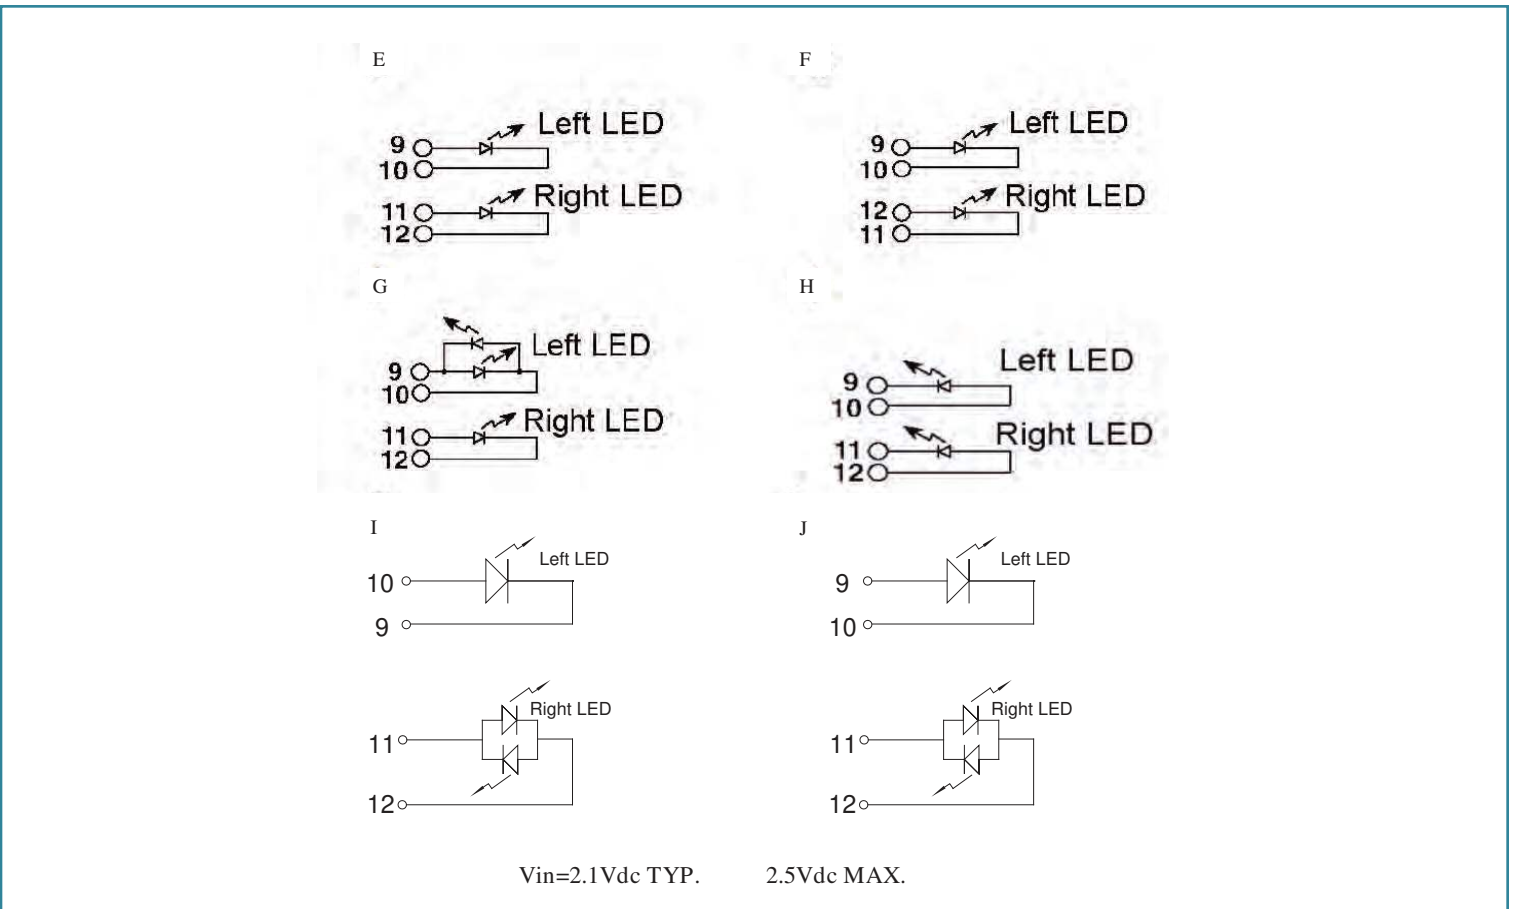 E
Left LED
9
10
Right LED
11
12
F
Left LED
9
10
Right LED
12
11
G
Left LED
9
10
Right LED
11
12
H
Left LED
9
10
Right LED
11
12
I
Left LED
10
9
Right LED
11
12
J
Left LED
9
10
Right LED
11
12
Vin=2.1Vdc TYP. 2.5Vdc MAX.